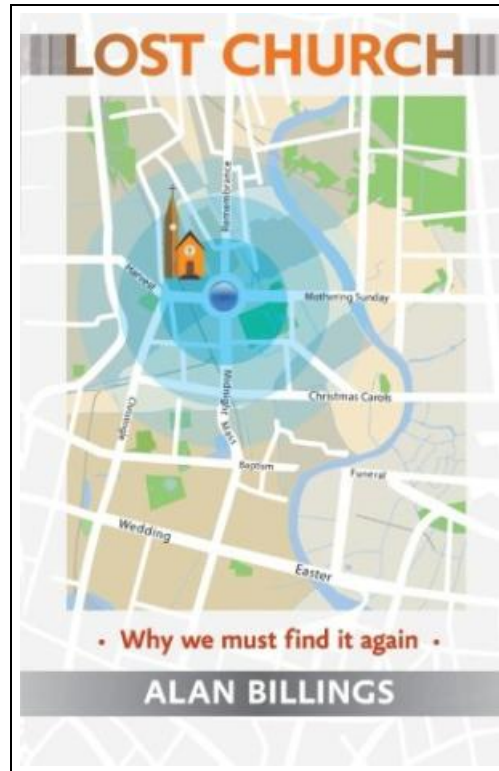 LOST CHURCH
Remembrance
Harvest
Mothering Sunday
Midnight Mass
Christmas Carols
Baptism
Funeral
Wedding
Easter
• Why we must find it again •
ALAN BILLINGS